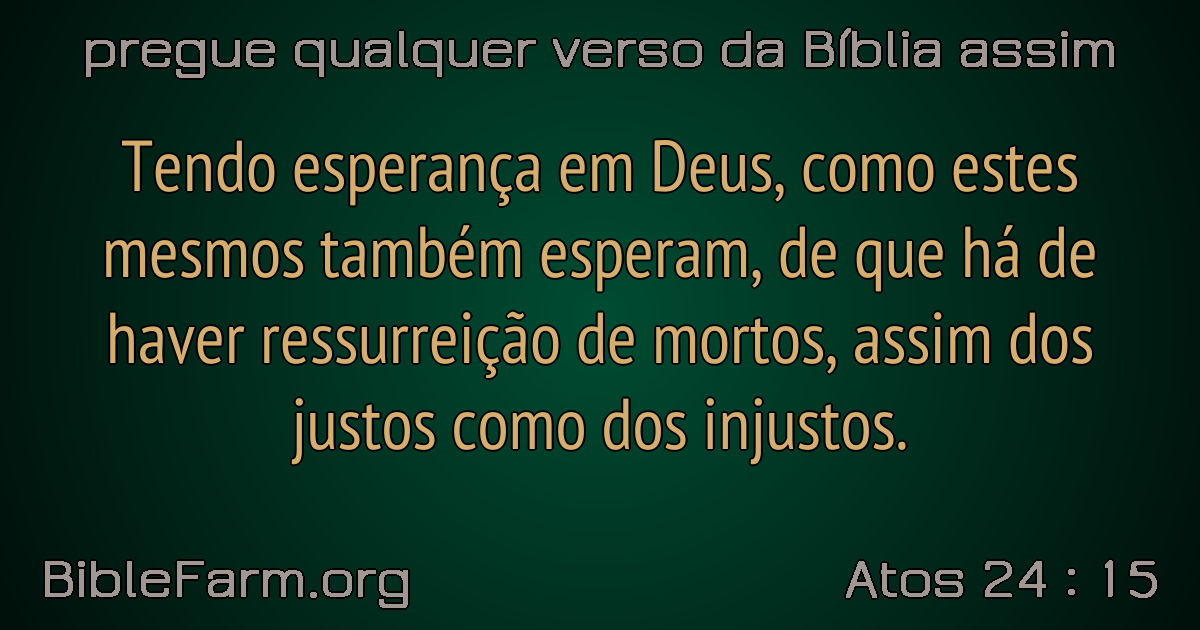 pregue qualquer verso da Bíblia assim
Tendo esperança em Deus, como estes
mesmos também esperam, de que há de
haver ressurreição de mortos, assim dos
justos como dos injustos.
BibleFarm.org
Atos 24 : 15